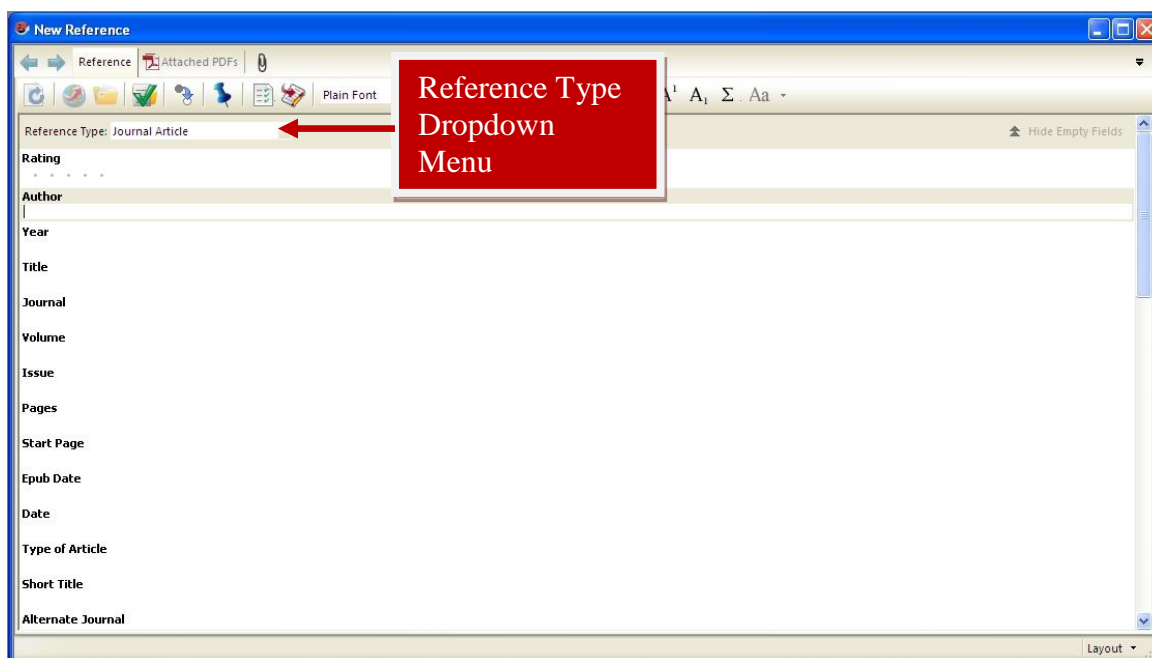 New Reference
Reference Attached PDFs
Plain Font
A¹ A₁ Σ Aa
Reference Type
Dropdown
Menu
Reference Type: Journal Article
Hide Empty Fields
Rating
Author
Year
Title
Journal
Volume
Issue
Pages
Start Page
Epub Date
Date
Type of Article
Short Title
Alternate Journal
Layout